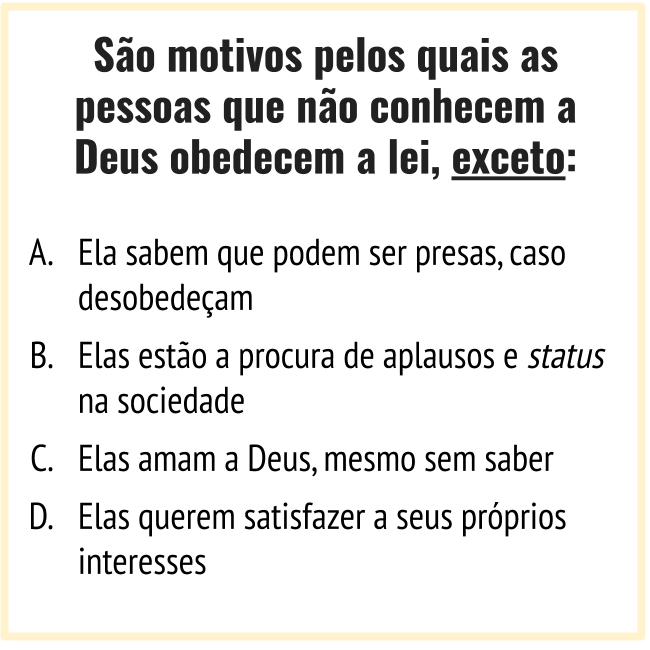 São motivos pelos quais as
pessoas que não conhecem a
Deus obedecem a lei, exceto:
A. Ela sabem que podem ser presas, caso
desobedeçam
B. Elas estão a procura de aplausos e status
na sociedade
C. Elas amam a Deus, mesmo sem saber
D. Elas querem satisfazer a seus próprios
interesses